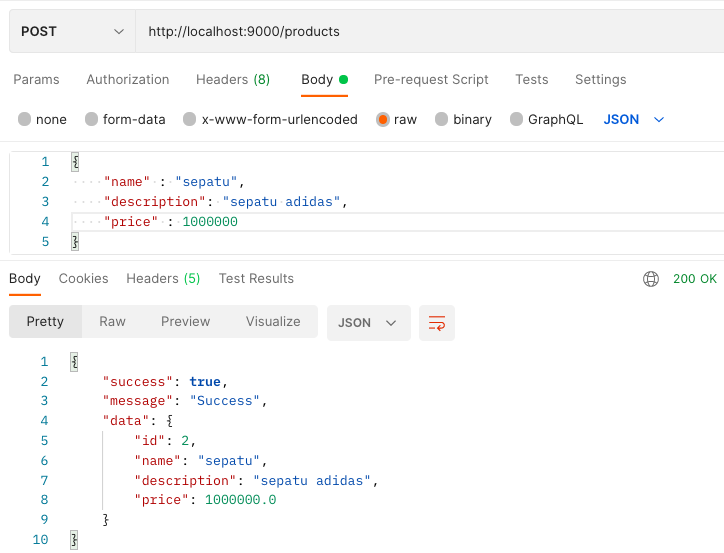 POST http://localhost:9000/products
Params Authorization Headers (8) Body Pre-request Script Tests Settings
none form-data x-www-form-urlencoded raw binary GraphQL JSON
1 {
2 "name" : "sepatu",
3 "description": "sepatu adidas",
4 "price" : 1000000
5 }
Body Cookies Headers (5) Test Results 200 OK
Pretty Raw Preview Visualize JSON
1 {
2 "success": true,
3 "message": "Success",
4 "data": {
5 "id": 2,
6 "name": "sepatu",
7 "description": "sepatu adidas",
8 "price": 1000000.0
9 }
10 }